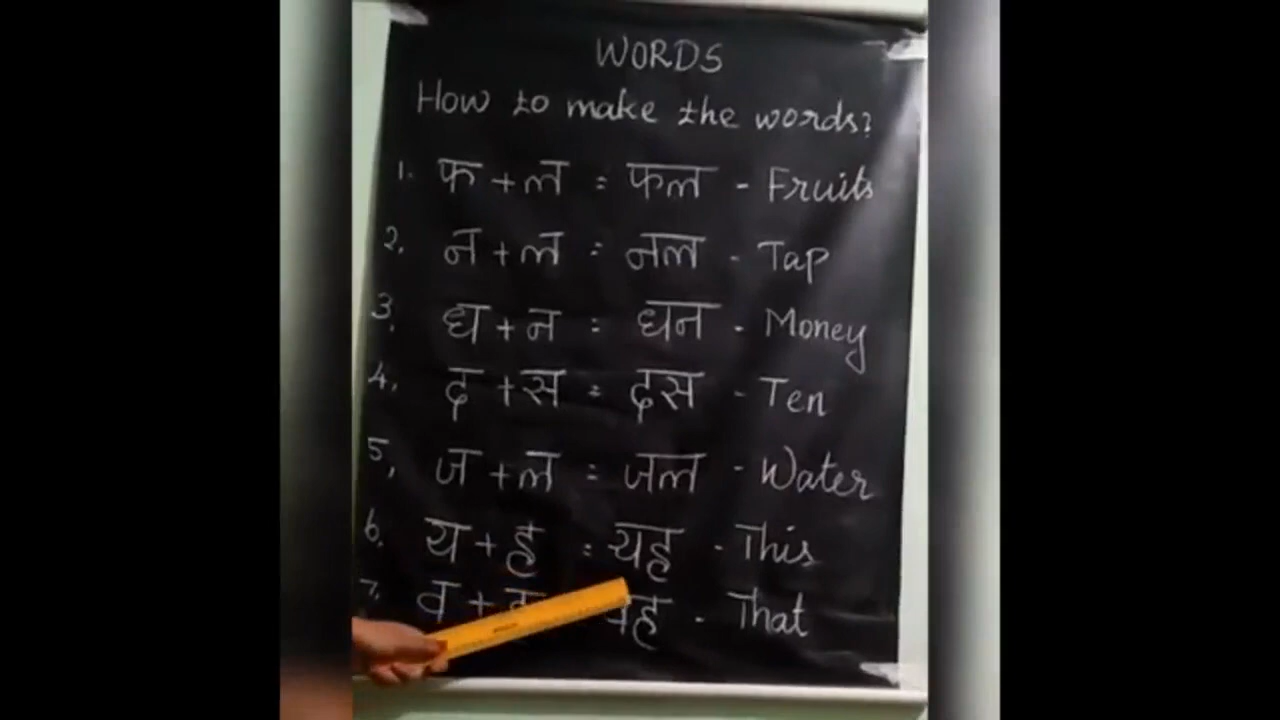 WORDS
How to make the words?
1. फ + ल = फल - Fruits
2. न + ल = नल - Tap
3. ध + न = धन - Money
4. द + स = दस - Ten
5. ज + ल = जल - Water
6. य + ह = यह - This
7. व + - That